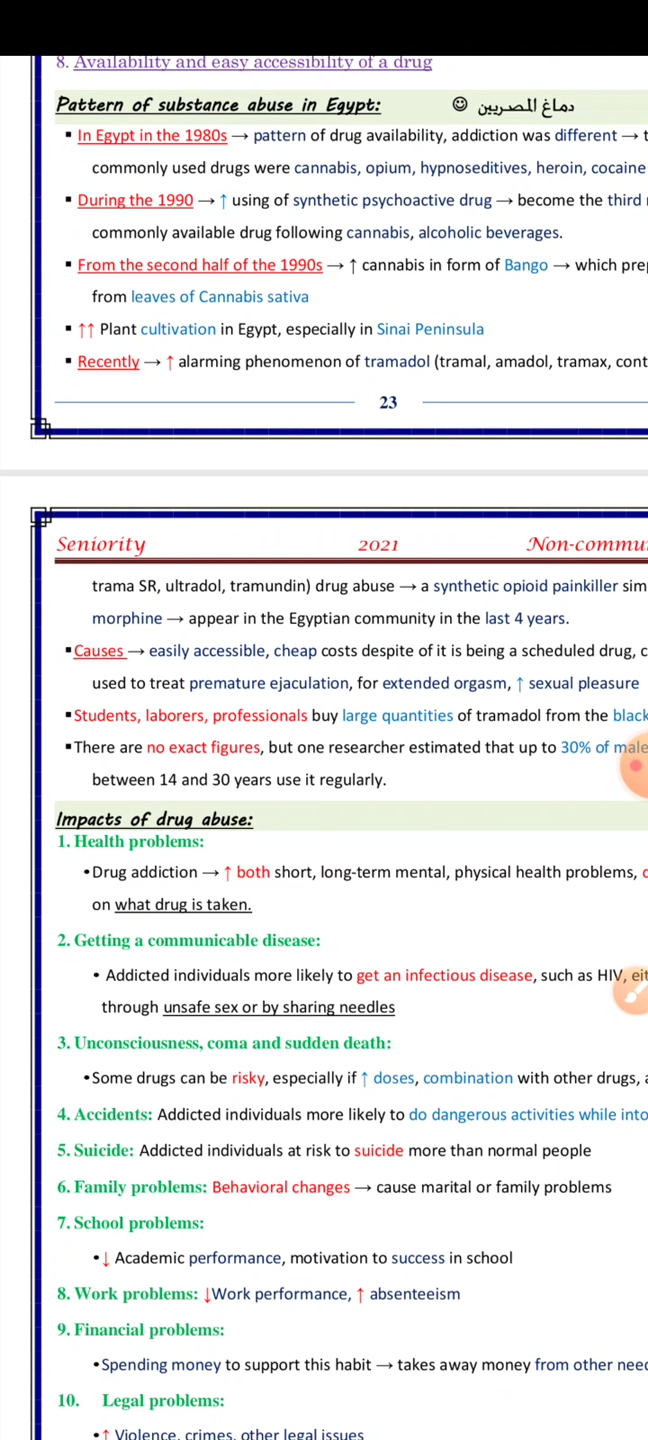 8. Availability and easy accessibility of a drug
Pattern of substance abuse in Egypt: ☺ دماغ المصريين
▪ In Egypt in the 1980s → pattern of drug availability, addiction was different →
commonly used drugs were cannabis, opium, hypnoseditives, heroin, cocaine
▪ During the 1990 → ↑ using of synthetic psychoactive drug → become the third
commonly available drug following cannabis, alcoholic beverages.
▪ From the second half of the 1990s → ↑ cannabis in form of Bango → which
from leaves of Cannabis sativa
▪ ↑↑ Plant cultivation in Egypt, especially in Sinai Peninsula
▪ Recently → ↑ alarming phenomenon of tramadol (tramal, amadol, tramax,
23
Seniority 2021
trama SR, ultradol, tramundin) drug abuse → a synthetic opioid painkiller
morphine → appear in the Egyptian community in the last 4 years.
▪ Causes → easily accessible, cheap costs despite of it is being a scheduled drug,
used to treat premature ejaculation, for extended orgasm, ↑ sexual pleasure
▪ Students, laborers, professionals buy large quantities of tramadol from the black
▪ There are no exact figures, but one researcher estimated that up to 30% of male
between 14 and 30 years use it regularly.
Impacts of drug abuse:
1. Health problems:
• Drug addiction → ↑ both short, long-term mental, physical health problems,
on what drug is taken.
2. Getting a communicable disease:
• Addicted individuals more likely to get an infectious disease, such as HIV,
through unsafe sex or by sharing needles
3. Unconsciousness, coma and sudden death:
• Some drugs can be risky, especially if ↑ doses, combination with other drugs,
4. Accidents: Addicted individuals more likely to do dangerous activities while
5. Suicide: Addicted individuals at risk to suicide more than normal people
6. Family problems: Behavioral changes → cause marital or family problems
7. School problems:
• ↓ Academic performance, motivation to success in school
8. Work problems: ↓Work performance, ↑ absenteeism
9. Financial problems:
• Spending money to support this habit → takes away money from other
10. Legal problems:
• ↑ Violence, crimes, other legal issues